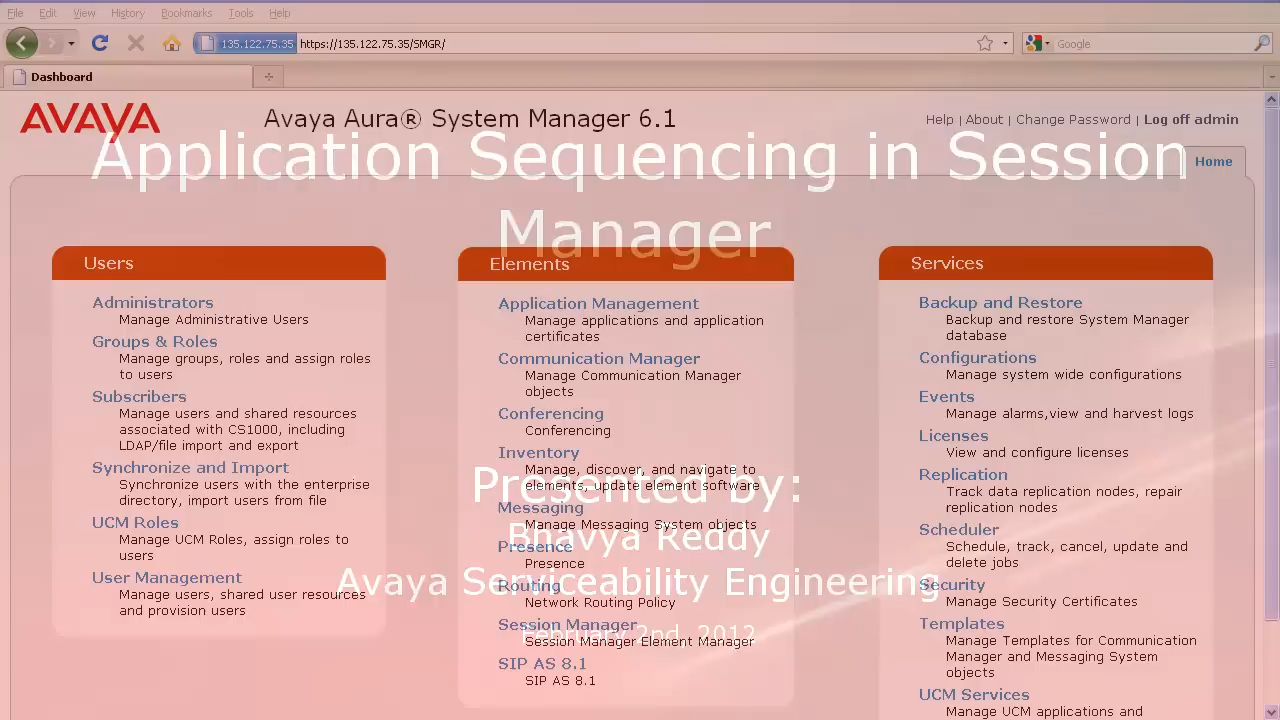 File Edit View History Bookmarks Tools Help
135.122.75.35 https://135.122.75.35/SMGR/
Google
Dashboard
AVAYA
Avaya Aura® System Manager 6.1
Help | About | Change Password | Log off admin
Home
Application Sequencing in Session
Manager
Users
Administrators
Manage Administrative Users
Groups & Roles
Manage groups, roles and assign roles
to users
Subscribers
Manage users and shared resources
associated with CS1000, including
LDAP/file import and export
Synchronize and Import
Synchronize users with the enterprise
directory, import users from file
UCM Roles
Manage UCM Roles, assign roles to
users
User Management
Manage users, shared user resources
and provision users
Elements
Application Management
Manage applications and application
certificates
Communication Manager
Manage Communication Manager
objects
Conferencing
Conferencing
Inventory
Manage, discover, and navigate to
elements, update element software
Messaging
Manage Messaging System objects
Presence
Presence
Routing
Network Routing Policy
Session Manager
Session Manager Element Manager
SIP AS 8.1
SIP AS 8.1
Services
Backup and Restore
Backup and restore System Manager
database
Configurations
Manage system wide configurations
Events
Manage alarms,view and harvest logs
Licenses
View and configure licenses
Replication
Track data replication nodes, repair
replication nodes
Scheduler
Schedule, track, cancel, update and
delete jobs
Security
Manage Security Certificates
Templates
Manage Templates for Communication
Manager and Messaging System
objects
UCM Services
Manage UCM applications and
Presented by:
Bhavya Reddy
Avaya Serviceability Engineering
February 2nd, 2012